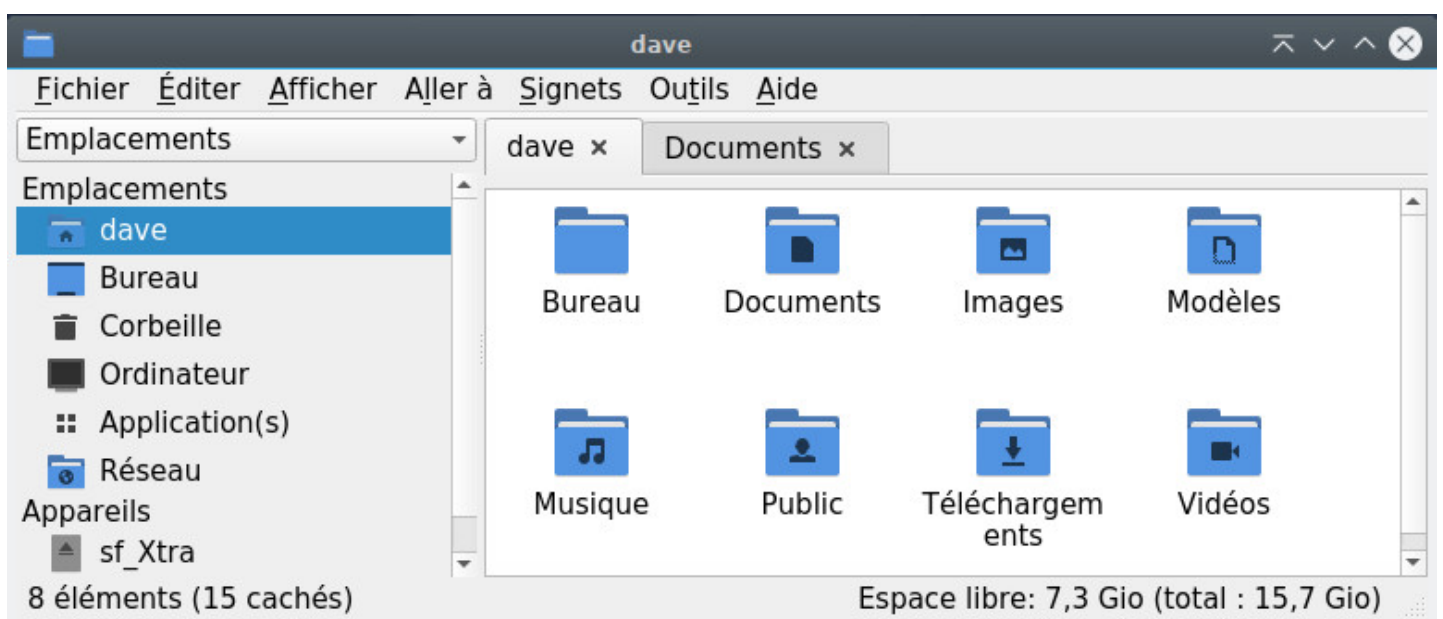 dave
Fichier Éditer Afficher Aller à Signets Outils Aide
Emplacements
dave Documents
Emplacements
dave
Bureau
Corbeille
Ordinateur
Application(s)
Réseau
Appareils
sf_Xtra
Bureau Documents Images Modèles
Musique Public Téléchargem
ents
Vidéos
8 éléments (15 cachés) Espace libre: 7,3 Gio (total : 15,7 Gio)